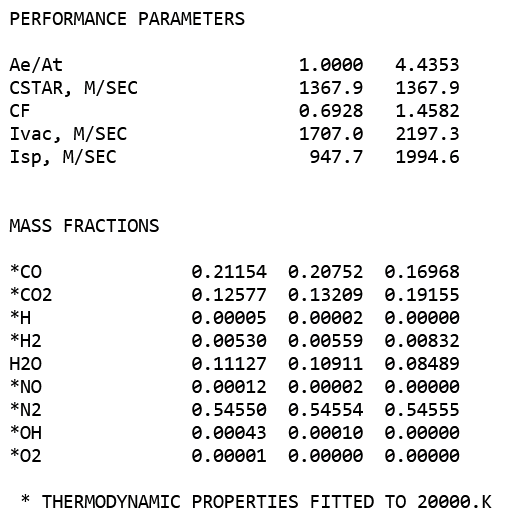 PERFORMANCE PARAMETERS
Ae/At 1.0000 4.4353
CSTAR, M/SEC 1367.9 1367.9
CF 0.6928 1.4582
Ivac, M/SEC 1707.0 2197.3
Isp, M/SEC 947.7 1994.6
MASS FRACTIONS
*CO 0.21154 0.20752 0.16968
*CO2 0.12577 0.13209 0.19155
*H 0.00005 0.00002 0.00000
*H2 0.00530 0.00559 0.00832
H2O 0.11127 0.10911 0.08489
*NO 0.00012 0.00002 0.00000
*N2 0.54550 0.54554 0.54555
*OH 0.00043 0.00010 0.00000
*O2 0.00001 0.00000 0.00000
* THERMODYNAMIC PROPERTIES FITTED TO 20000.K